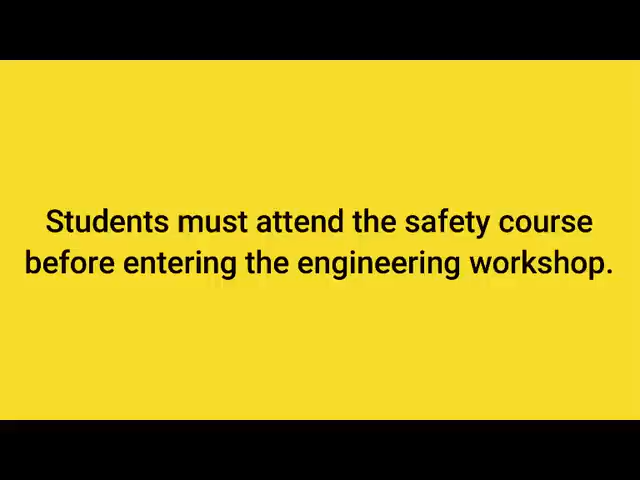 Students must attend the safety course
before entering the engineering workshop.